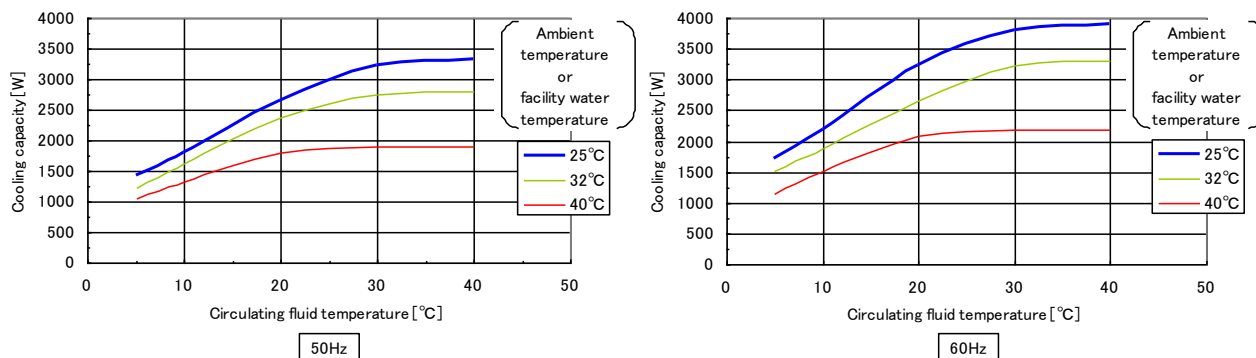 4000
3500
3000
2500
2000
1500
1000
500
0
Cooling capacity [W]
0 10 20 30 40 50
Circulating fluid temperature [℃]
Ambient
temperature
or
facility water
temperature
25℃
32℃
40℃
50Hz
4000
3500
3000
2500
2000
1500
1000
500
0
Cooling capacity [W]
0 10 20 30 40 50
Circulating fluid temperature [℃]
Ambient
temperature
or
facility water
temperature
25℃
32℃
40℃
60Hz